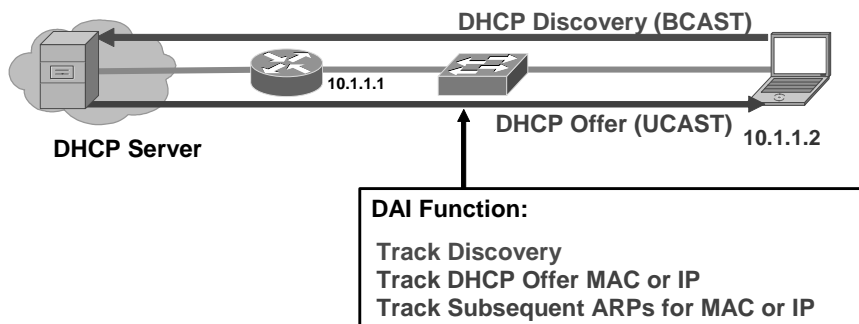 DHCP Discovery (BCAST)
10.1.1.1
DHCP Offer (UCAST)
10.1.1.2
DHCP Server
DAI Function:
Track Discovery
Track DHCP Offer MAC or IP
Track Subsequent ARPs for MAC or IP